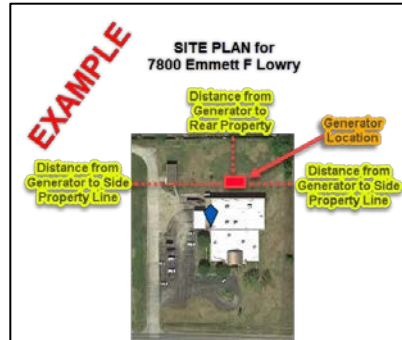 EXAMPLE
SITE PLAN for
7800 Emmett F Lowry
Distance from
Generator to
Rear Property
Generator
Location
Distance from
Generator to Side
Property Line
Distance from
Generator to Side
Property Line